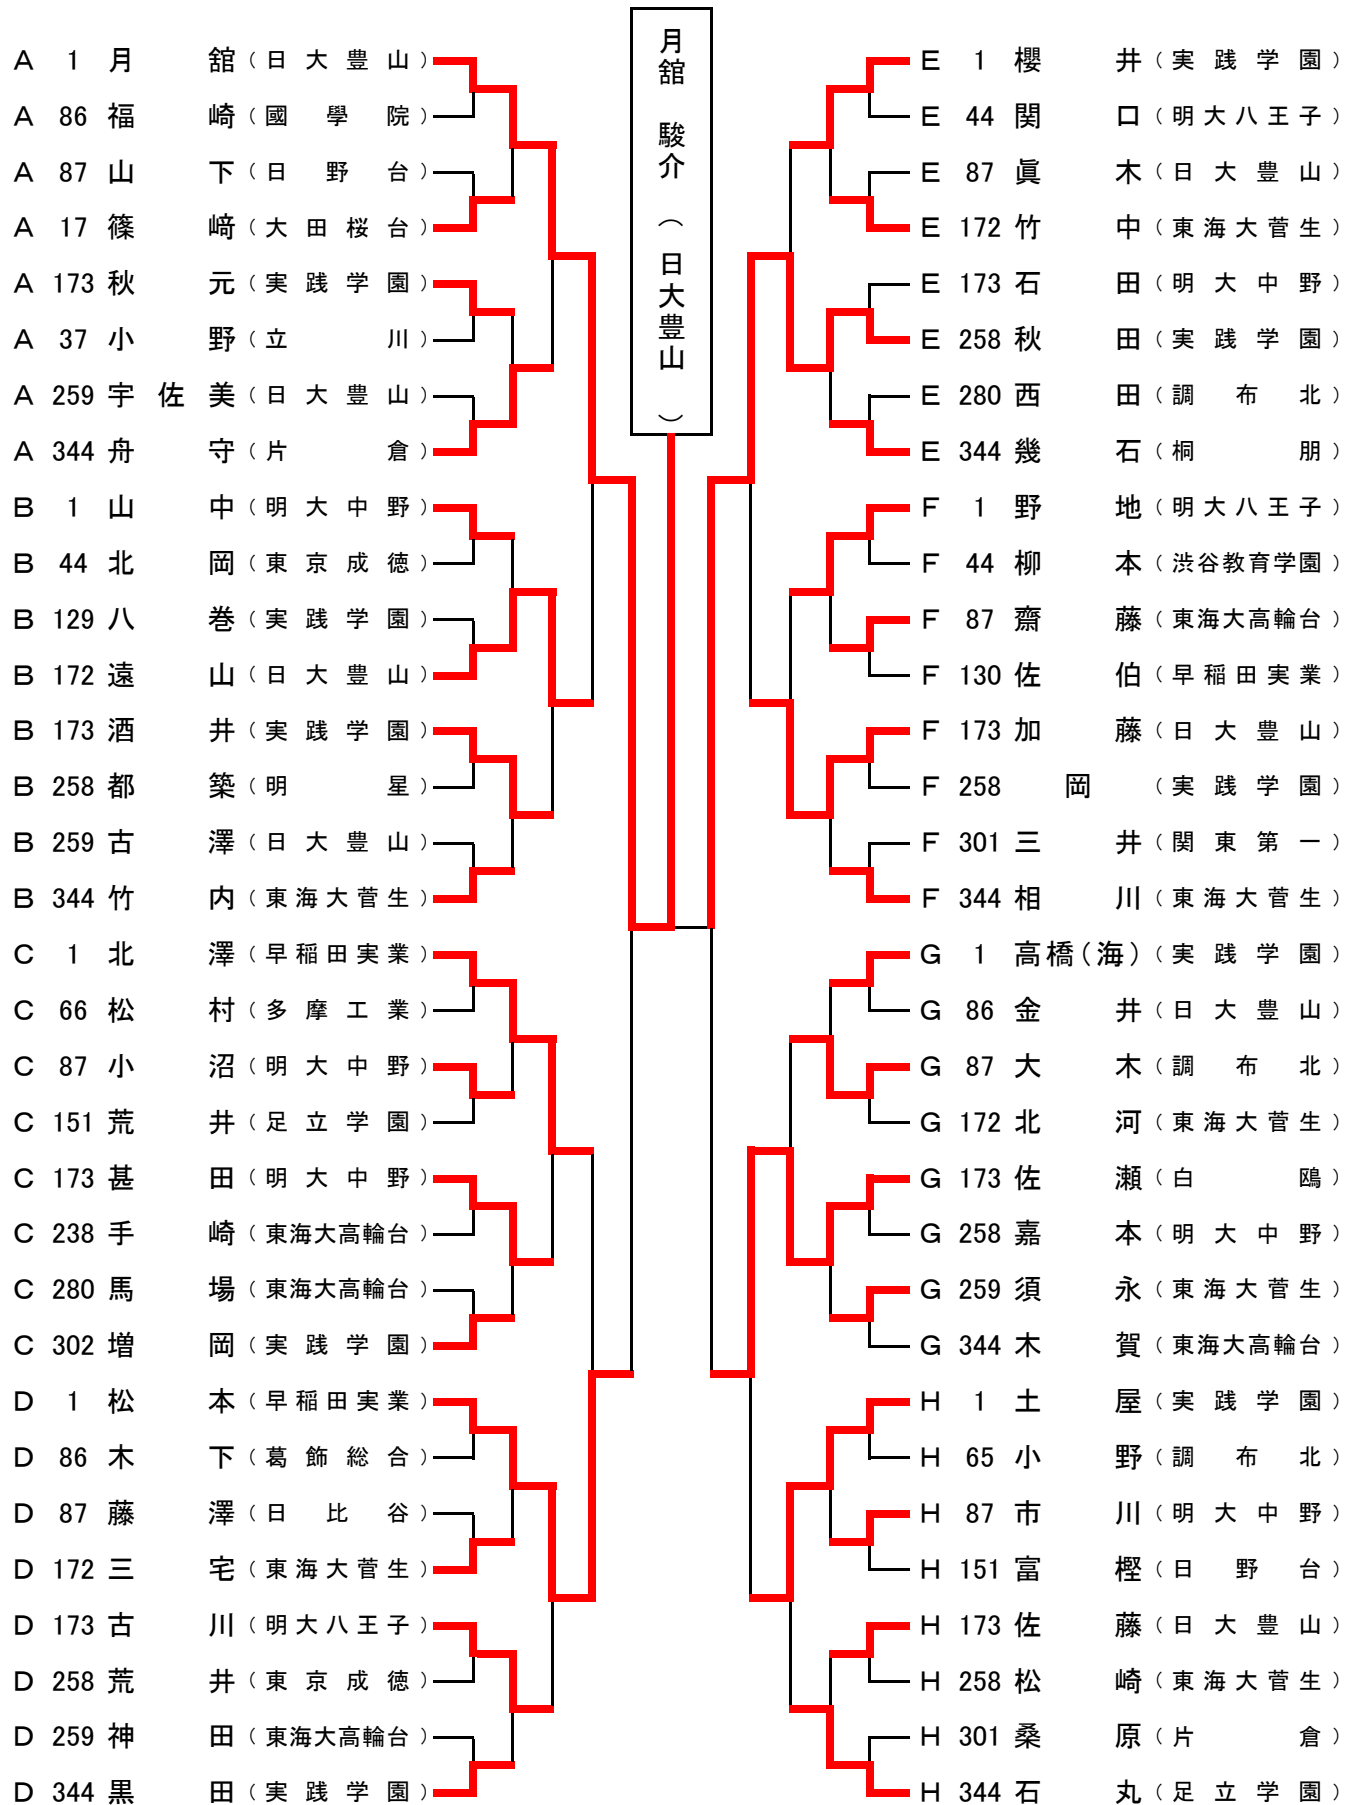 月舘 駿介（日大豊山）
A 1 月舘（日大豊山）
A 86 福崎（國學院）
A 87 山下（日野台）
A 17 篠﨑（大田桜台）
A 173 秋元（実践学園）
A 37 小野（立川）
A 259 宇佐美（日大豊山）
A 344 舟守（片倉）
B 1 山中（明大中野）
B 44 北岡（東京成徳）
B 129 八巻（実践学園）
B 172 遠山（日大豊山）
B 173 酒井（実践学園）
B 258 都築（明星）
B 259 古澤（日大豊山）
B 344 竹内（東海大菅生）
C 1 北澤（早稲田実業）
C 66 松村（多摩工業）
C 87 小沼（明大中野）
C 151 荒井（足立学園）
C 173 甚田（明大中野）
C 238 手崎（東海大高輪台）
C 280 馬場（東海大高輪台）
C 302 増岡（実践学園）
D 1 松本（早稲田実業）
D 86 木下（葛飾総合）
D 87 藤澤（日比谷）
D 172 三宅（東海大菅生）
D 173 古川（明大八王子）
D 258 荒井（東京成徳）
D 259 神田（東海大高輪台）
D 344 黒田（実践学園）
E 1 櫻井（実践学園）
E 44 関口（明大八王子）
E 87 眞木（日大豊山）
E 172 竹中（東海大菅生）
E 173 石田（明大中野）
E 258 秋田（実践学園）
E 280 西田（調布北）
E 344 幾石（桐朋）
F 1 野地（明大八王子）
F 44 柳本（渋谷教育学園）
F 87 齋藤（東海大高輪台）
F 130 佐伯（早稲田実業）
F 173 加藤（日大豊山）
F 258 岡（実践学園）
F 301 三井（関東第一）
F 344 相川（東海大菅生）
G 1 高橋(海)（実践学園）
G 86 金井（日大豊山）
G 87 大木（調布北）
G 172 北河（東海大菅生）
G 173 佐瀬（白鴎）
G 258 嘉本（明大中野）
G 259 須永（東海大菅生）
G 344 木賀（東海大高輪台）
H 1 土屋（実践学園）
H 65 小野（調布北）
H 87 市川（明大中野）
H 151 富樫（日野台）
H 173 佐藤（日大豊山）
H 258 松崎（東海大菅生）
H 301 桑原（片倉）
H 344 石丸（足立学園）